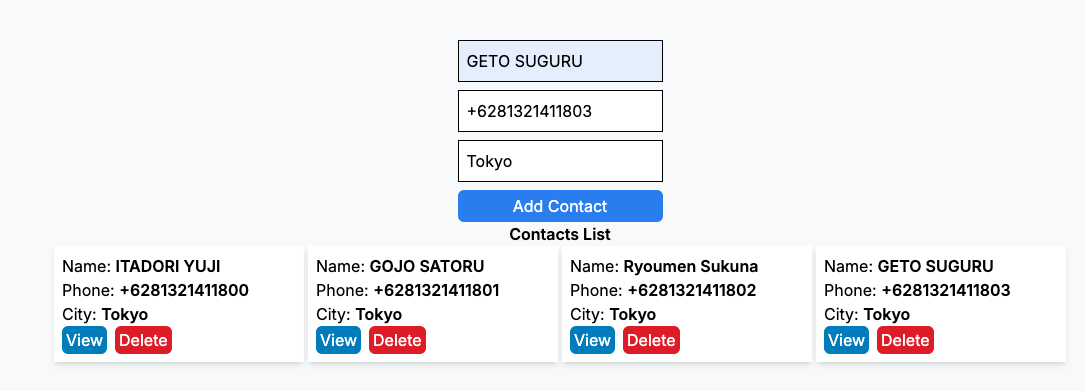 GETO SUGURU
+6281321411803
Tokyo
Add Contact
Contacts List
Name: ITADORI YUJI
Phone: +6281321411800
City: Tokyo
View Delete
Name: GOJO SATORU
Phone: +6281321411801
City: Tokyo
View Delete
Name: Ryoumen Sukuna
Phone: +6281321411802
City: Tokyo
View Delete
Name: GETO SUGURU
Phone: +6281321411803
City: Tokyo
View Delete